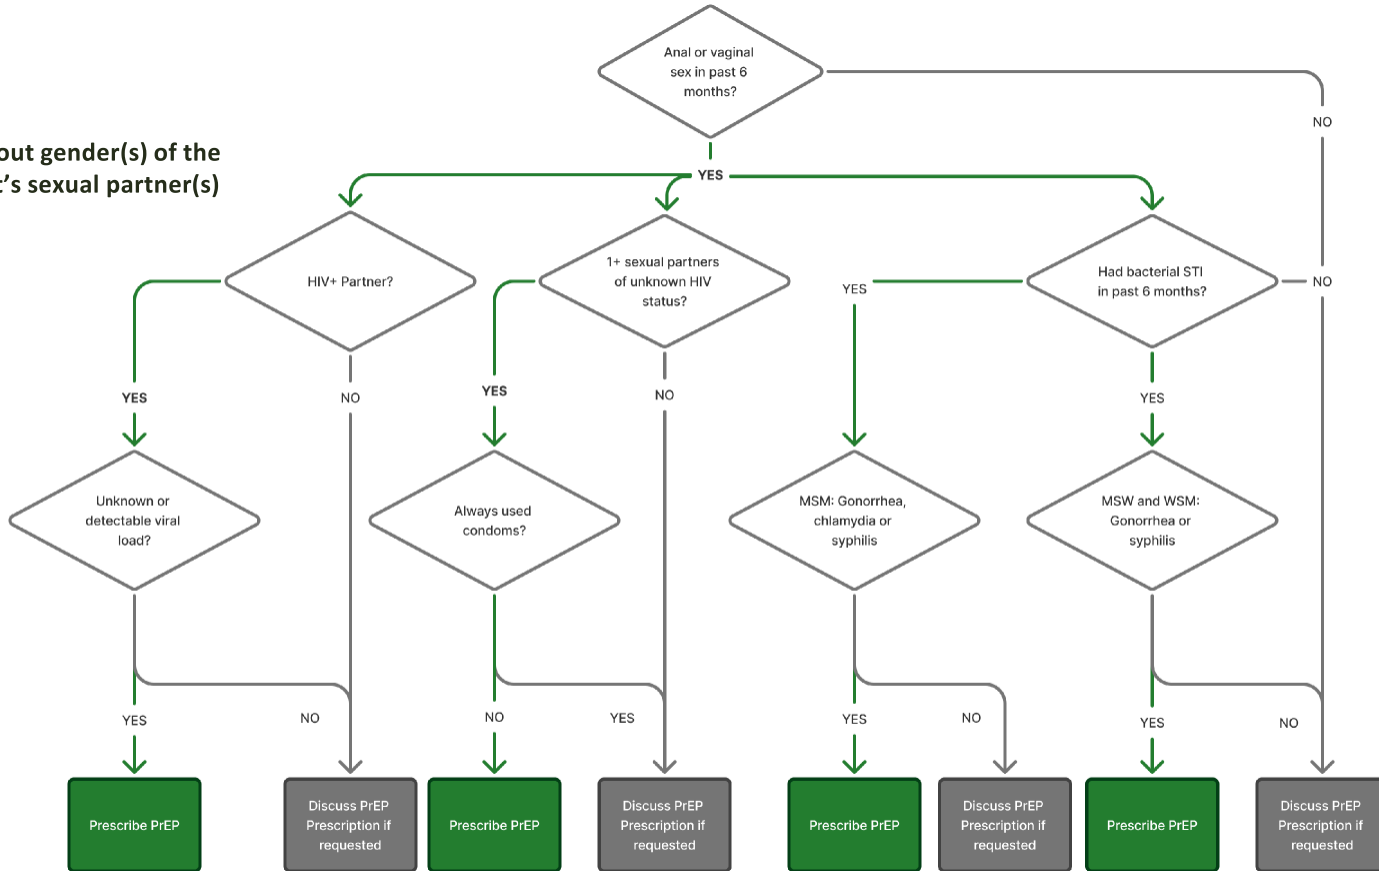 Anal or vaginal
sex in past 6
months?
NO
out gender(s) of the
t's sexual partner(s)
YES
HIV+ Partner?
1+ sexual partners
of unknown HIV
status?
Had bacterial STI
in past 6 months?
NO
YES
YES
NO
YES
NO
YES
Unknown or
detectable viral
load?
Always used
condoms?
MSM: Gonorrhea,
chlamydia or
syphilis
MSW and WSM:
Gonorrhea or
syphilis
YES
NO
NO
YES
YES
NO
YES
NO
Prescribe PrEP
Discuss PrEP
Prescription if
requested
Prescribe PrEP
Discuss PrEP
Prescription if
requested
Prescribe PrEP
Discuss PrEP
Prescription if
requested
Prescribe PrEP
Discuss PrEP
Prescription if
requested